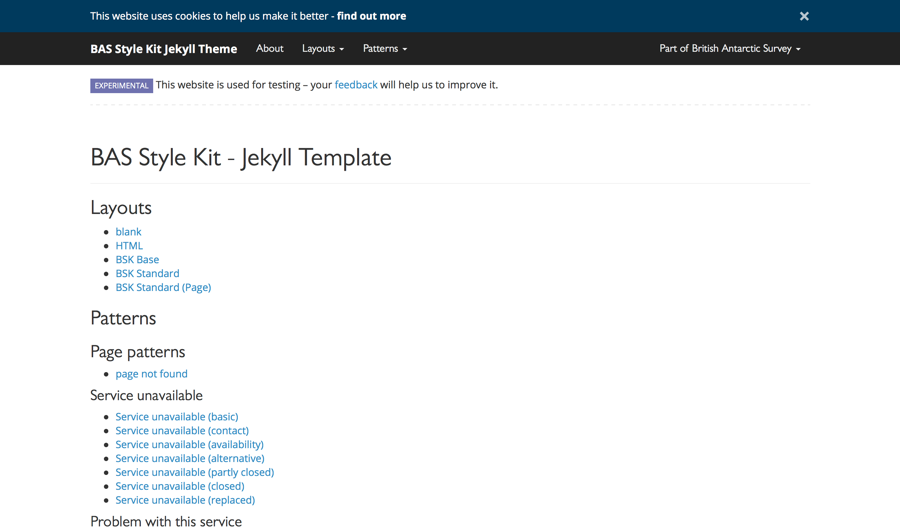 This website uses cookies to help us make it better - find out more ×
BAS Style Kit Jekyll Theme About Layouts Patterns Part of British Antarctic Survey
EXPERIMENTAL This website is used for testing – your feedback will help us to improve it.
BAS Style Kit - Jekyll Template
Layouts
blank
HTML
BSK Base
BSK Standard
BSK Standard (Page)
Patterns
Page patterns
page not found
Service unavailable
Service unavailable (basic)
Service unavailable (contact)
Service unavailable (availability)
Service unavailable (alternative)
Service unavailable (partly closed)
Service unavailable (closed)
Service unavailable (replaced)
Problem with this service